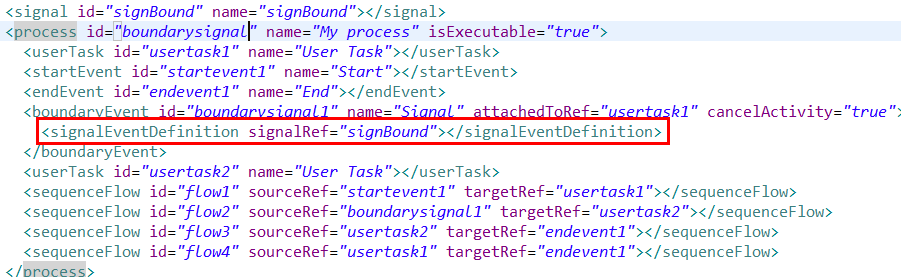 <signal id="signBound" name="signBound"></signal>
<process id="boundarysignal" name="My process" isExecutable="true">
<userTask id="usertask1" name="User Task"></userTask>
<startEvent id="startevent1" name="Start"></startEvent>
<endEvent id="endevent1" name="End"></endEvent>
<boundaryEvent id="boundarysignal1" name="Signal" attachedToRef="usertask1" cancelActivity="true">
<signalEventDefinition signalRef="signBound"></signalEventDefinition>
</boundaryEvent>
<userTask id="usertask2" name="User Task"></userTask>
<sequenceFlow id="flow1" sourceRef="startevent1" targetRef="usertask1"></sequenceFlow>
<sequenceFlow id="flow2" sourceRef="boundarysignal1" targetRef="usertask2"></sequenceFlow>
<sequenceFlow id="flow3" sourceRef="usertask2" targetRef="endevent1"></sequenceFlow>
<sequenceFlow id="flow4" sourceRef="usertask1" targetRef="endevent1"></sequenceFlow>
</process>